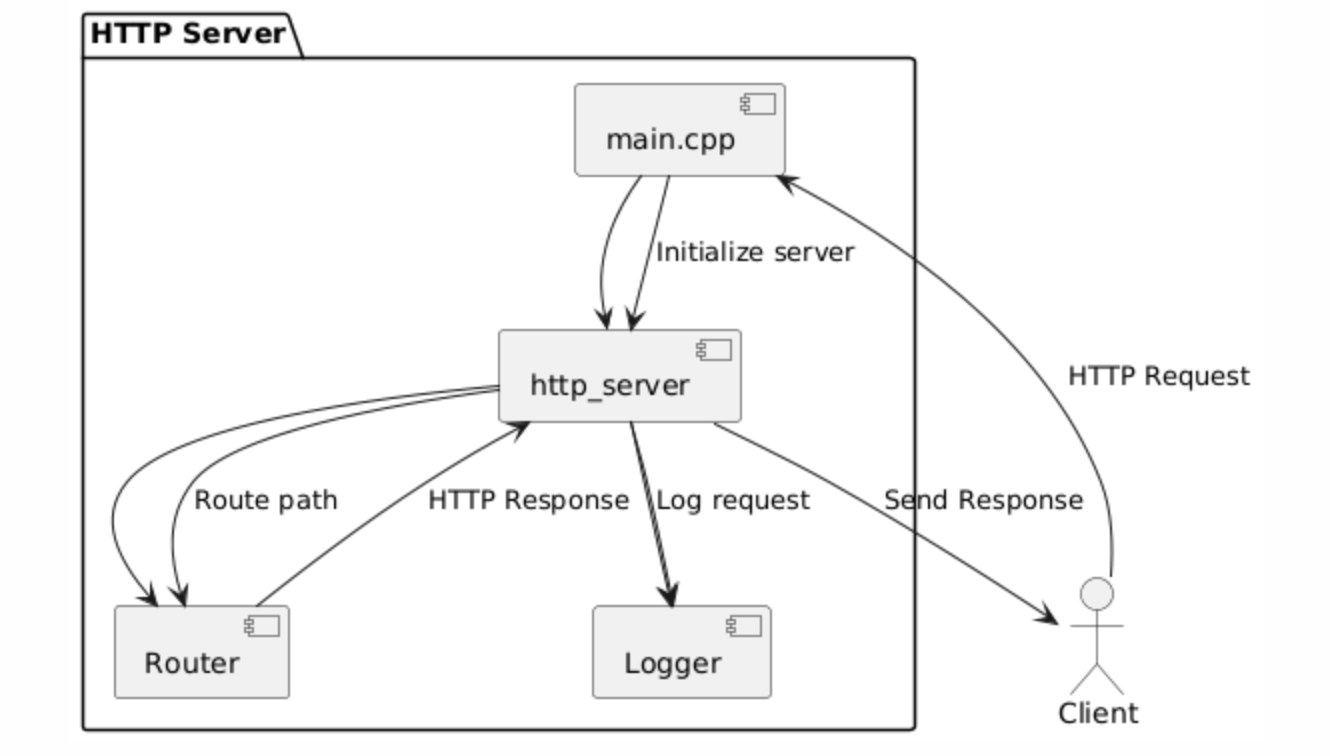 HTTP Server
main.cpp
Initialize server
http_server
HTTP Request
Route path
HTTP Response
Log request
Send Response
Router
Logger
Client